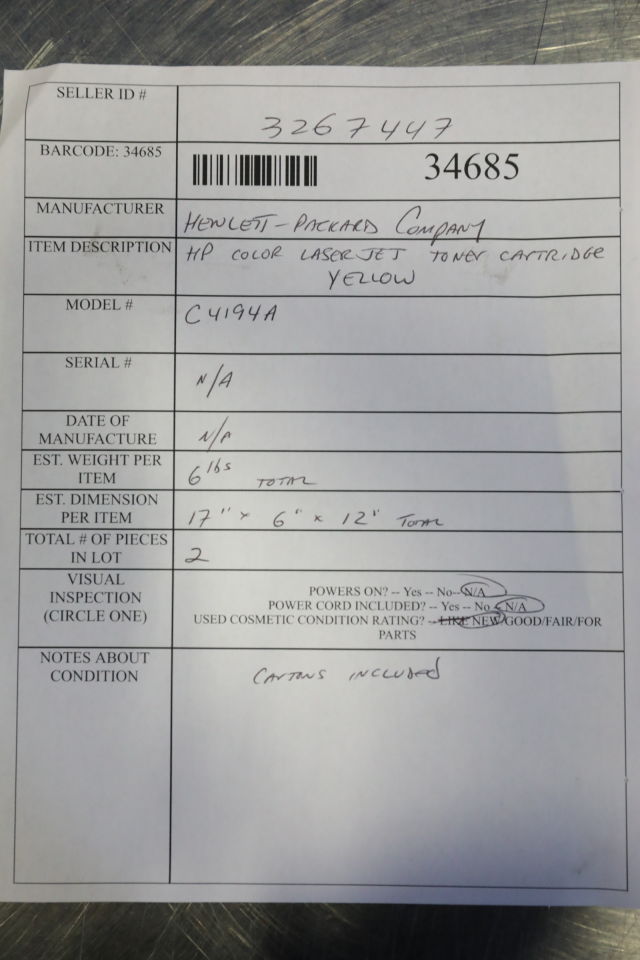 SELLER ID #
3267447
BARCODE: 34685
34685
MANUFACTURER
HEWLETT-PACKARD COMPANY
ITEM DESCRIPTION
HP COLOR LASERJET TONER CARTRIDGE
YELLOW
MODEL #
C4194A
SERIAL #
N/A
DATE OF
MANUFACTURE
N/A
EST. WEIGHT PER
ITEM
6 lbs TOTAL
EST. DIMENSION
PER ITEM
17" x 6" x 12" TOTAL
TOTAL # OF PIECES
IN LOT
2
VISUAL
INSPECTION
(CIRCLE ONE)
POWERS ON? -- Yes -- No--N/A
POWER CORD INCLUDED? -- Yes -- No -- N/A
USED COSMETIC CONDITION RATING? -- LIKE NEW/GOOD/FAIR/FOR
PARTS
NOTES ABOUT
CONDITION
CARTONS INCLUDED